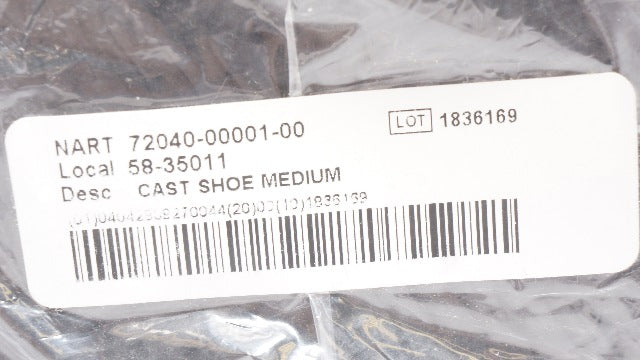 NART 72040-00001-00
LOT 1836169
Local 58-35011
Desc CAST SHOE MEDIUM